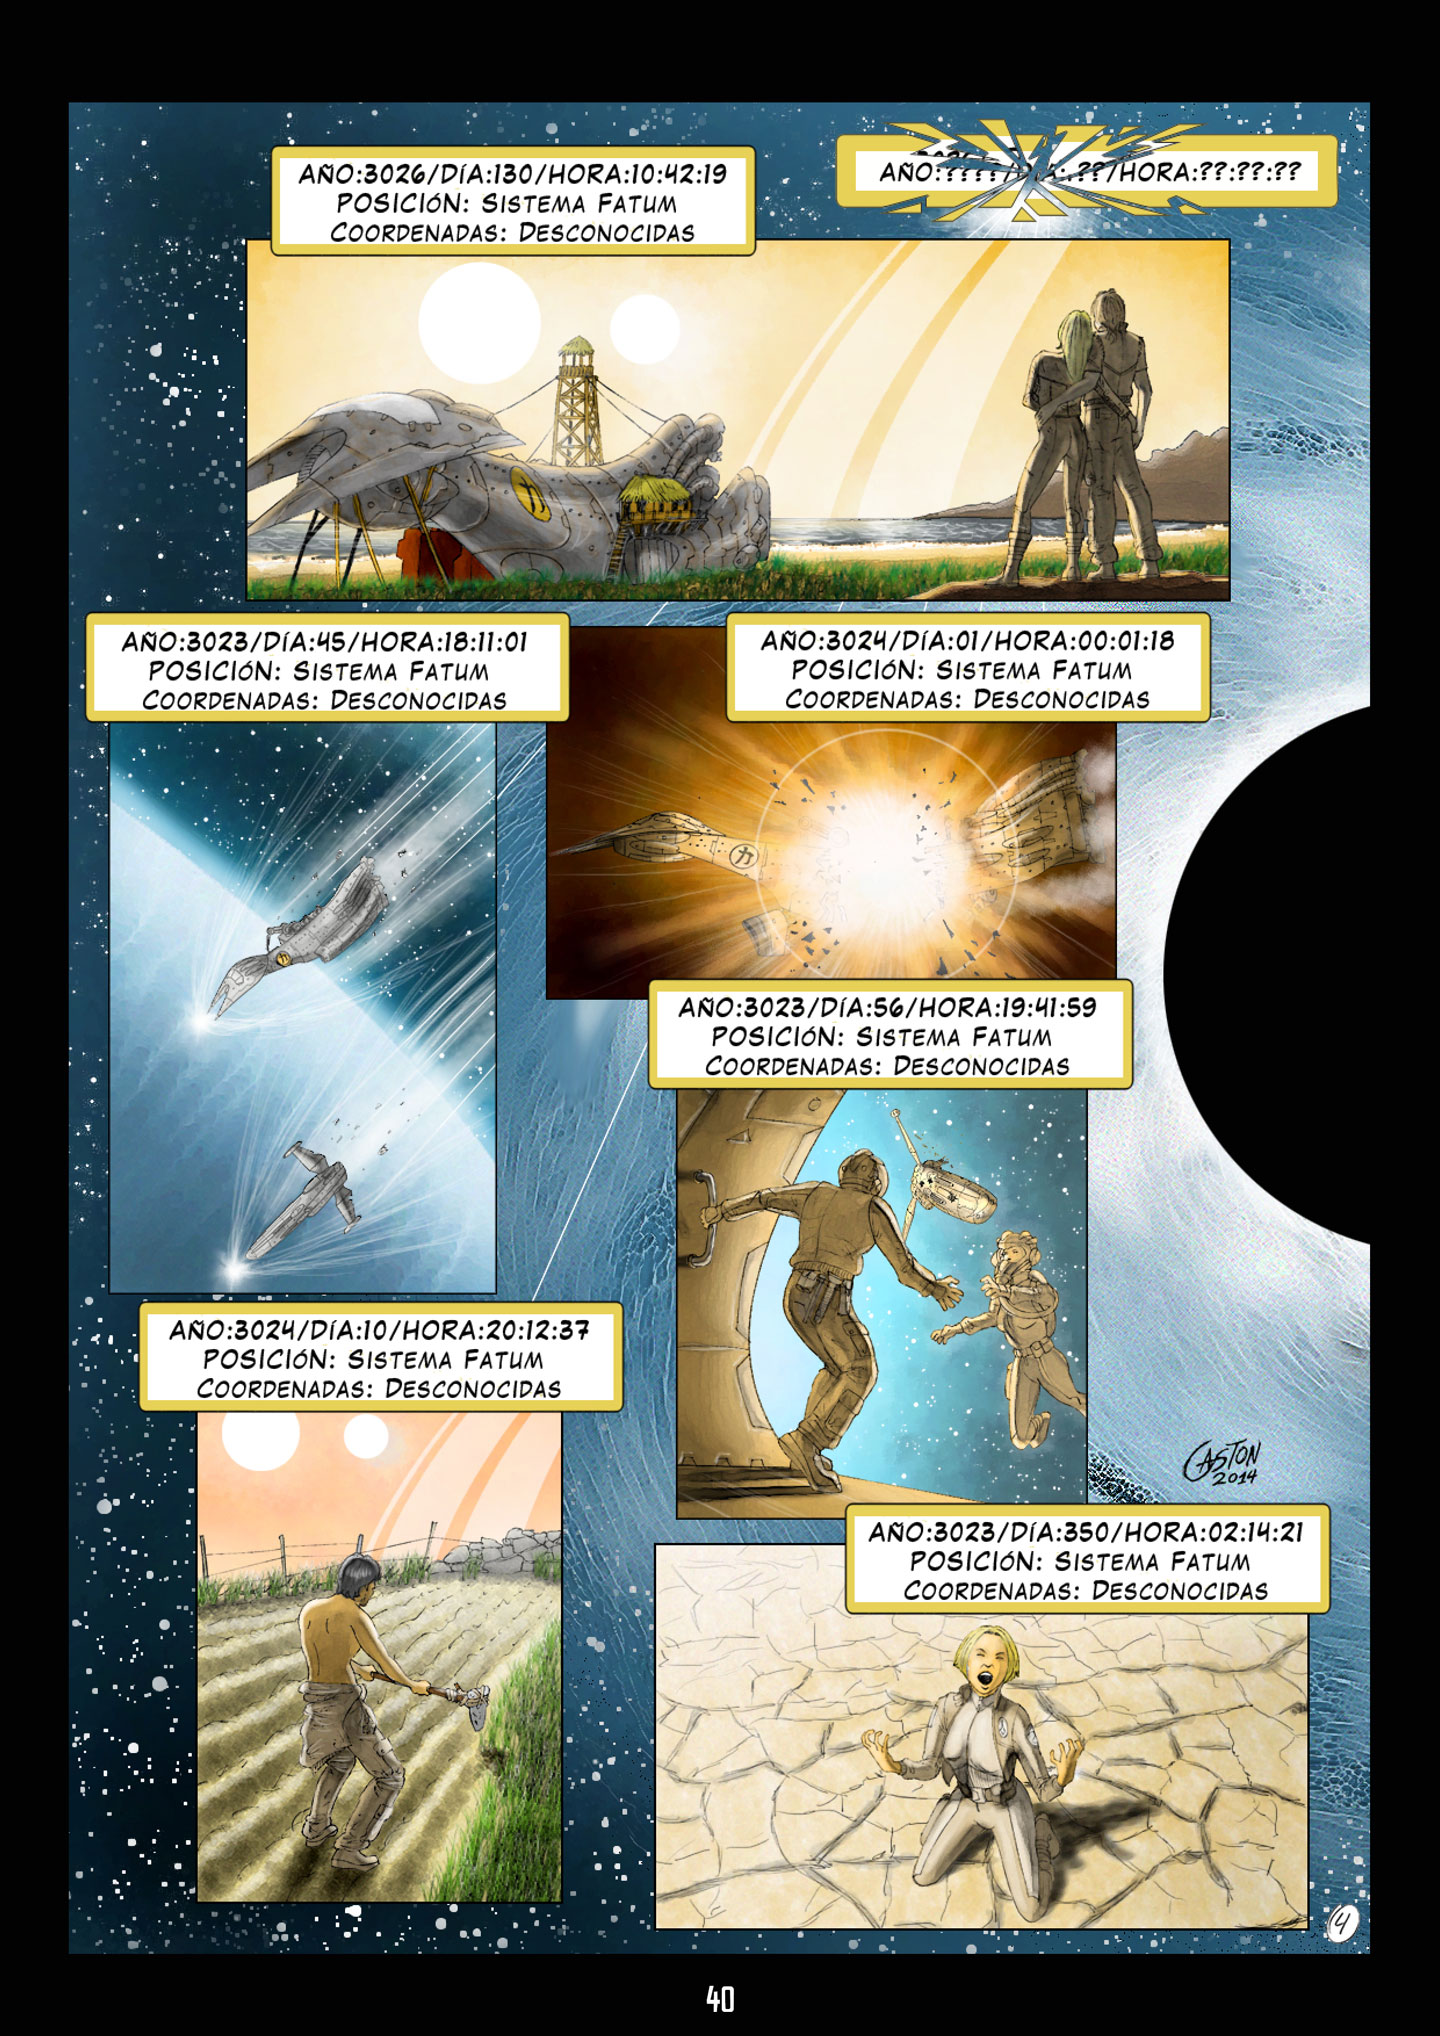 AÑO:3026/DÍA:130/HORA:10:42:19
POSICIÓN: SISTEMA FATUM
COORDENADAS: DESCONOCIDAS
AÑO:????/ ??/HORA:??:??:??
AÑO:3023/DÍA:45/HORA:18:11:01
POSICIÓN: SISTEMA FATUM
COORDENADAS: DESCONOCIDAS
AÑO:3024/DÍA:01/HORA:00:01:18
POSICIÓN: SISTEMA FATUM
COORDENADAS: DESCONOCIDAS
AÑO:3023/DÍA:56/HORA:19:41:59
POSICIÓN: SISTEMA FATUM
COORDENADAS: DESCONOCIDAS
AÑO:3024/DÍA:10/HORA:20:12:37
POSICIÓN: SISTEMA FATUM
COORDENADAS: DESCONOCIDAS
GASTON
2014
AÑO:3023/DÍA:350/HORA:02:14:21
POSICIÓN: SISTEMA FATUM
COORDENADAS: DESCONOCIDAS
4
40